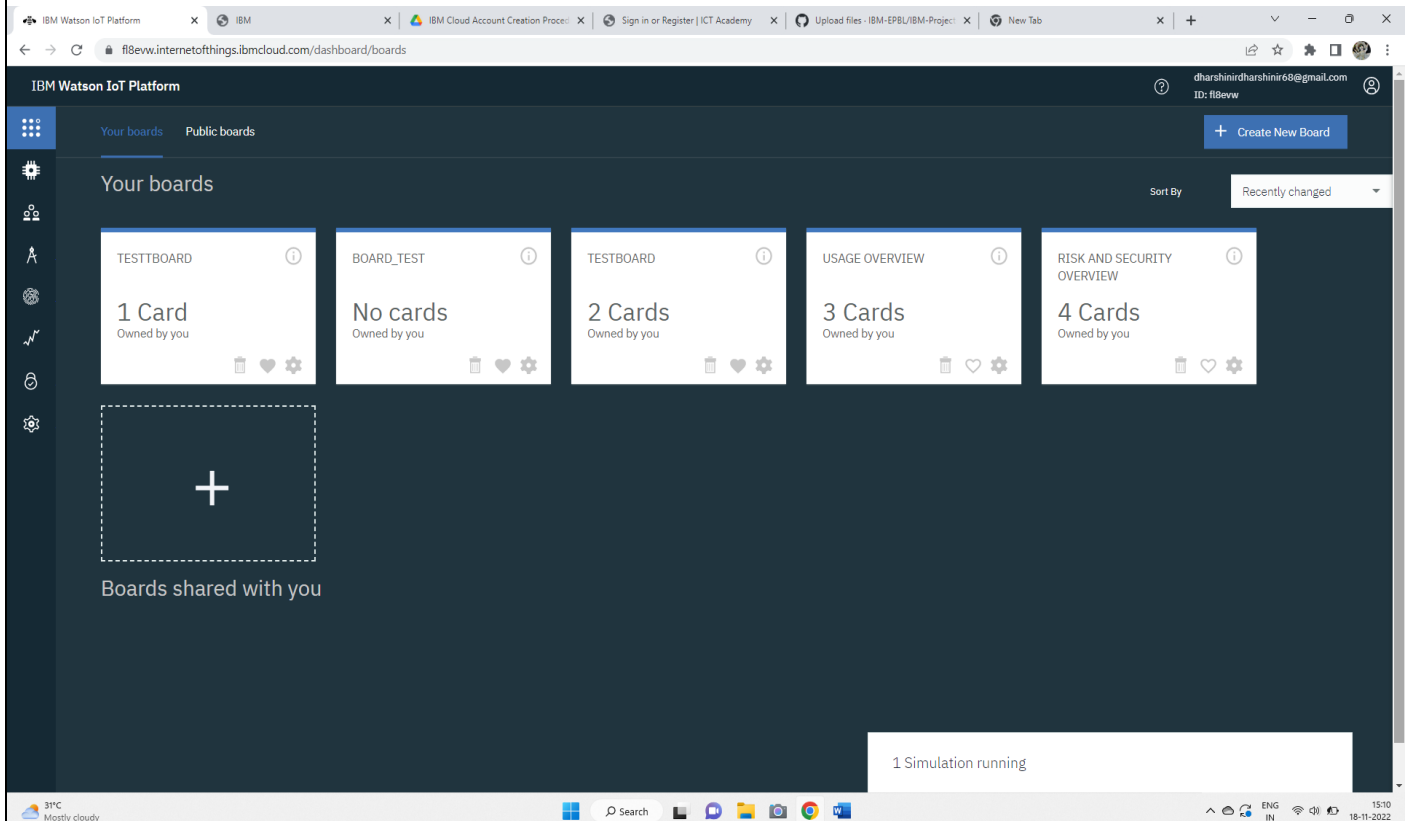 IBM Watson IoT Platform
IBM
IBM Cloud Account Creation Proced
Sign in or Register | ICT Academy
Upload files - IBM-EPBL/IBM-Project
New Tab
fl8evw.internetofthings.ibmcloud.com/dashboard/boards
IBM Watson IoT Platform
dharshinirdharshinir68@gmail.com
ID: fl8evw
Your boards
Public boards
Create New Board
Your boards
Sort By
Recently changed
TESTTBOARD
1 Card
Owned by you
BOARD_TEST
No cards
Owned by you
TESTBOARD
2 Cards
Owned by you
USAGE OVERVIEW
3 Cards
Owned by you
RISK AND SECURITY
OVERVIEW
4 Cards
Owned by you
Boards shared with you
1 Simulation running
31°C
Mostly cloudy
Search
ENG
IN
15:10
18-11-2022